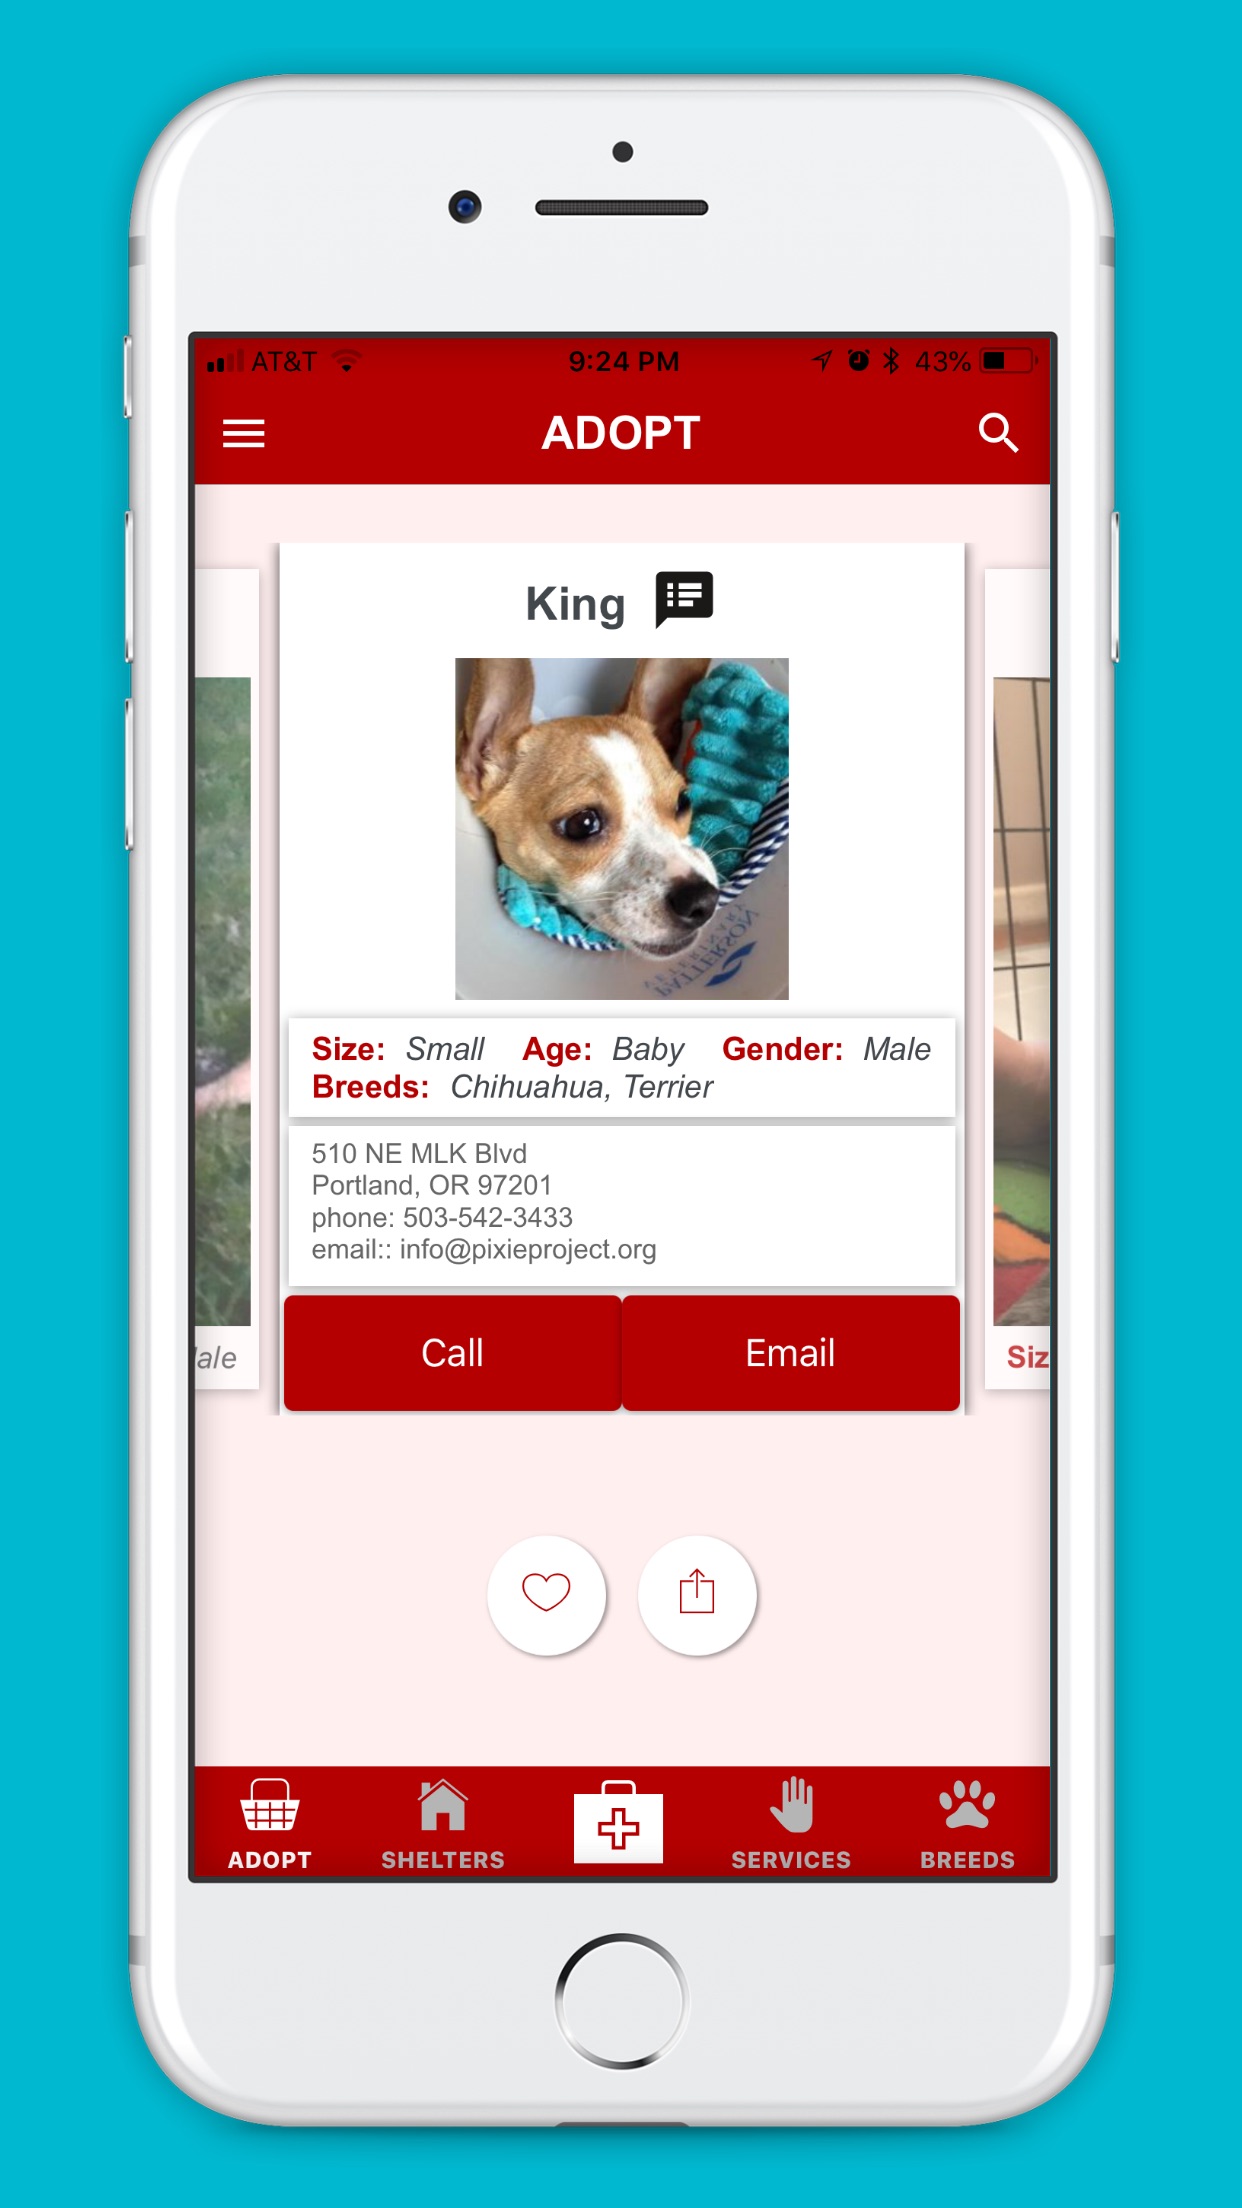 AT&T 9:24 PM 43%
ADOPT
King
PATTERSON
VETERINARY
Size: Small Age: Baby Gender: Male
Breeds: Chihuahua, Terrier
510 NE MLK Blvd
Portland, OR 97201
phone: 503-542-3433
email:: info@pixieproject.org
Call Email
ale
Siz
ADOPT SHELTERS SERVICES BREEDS